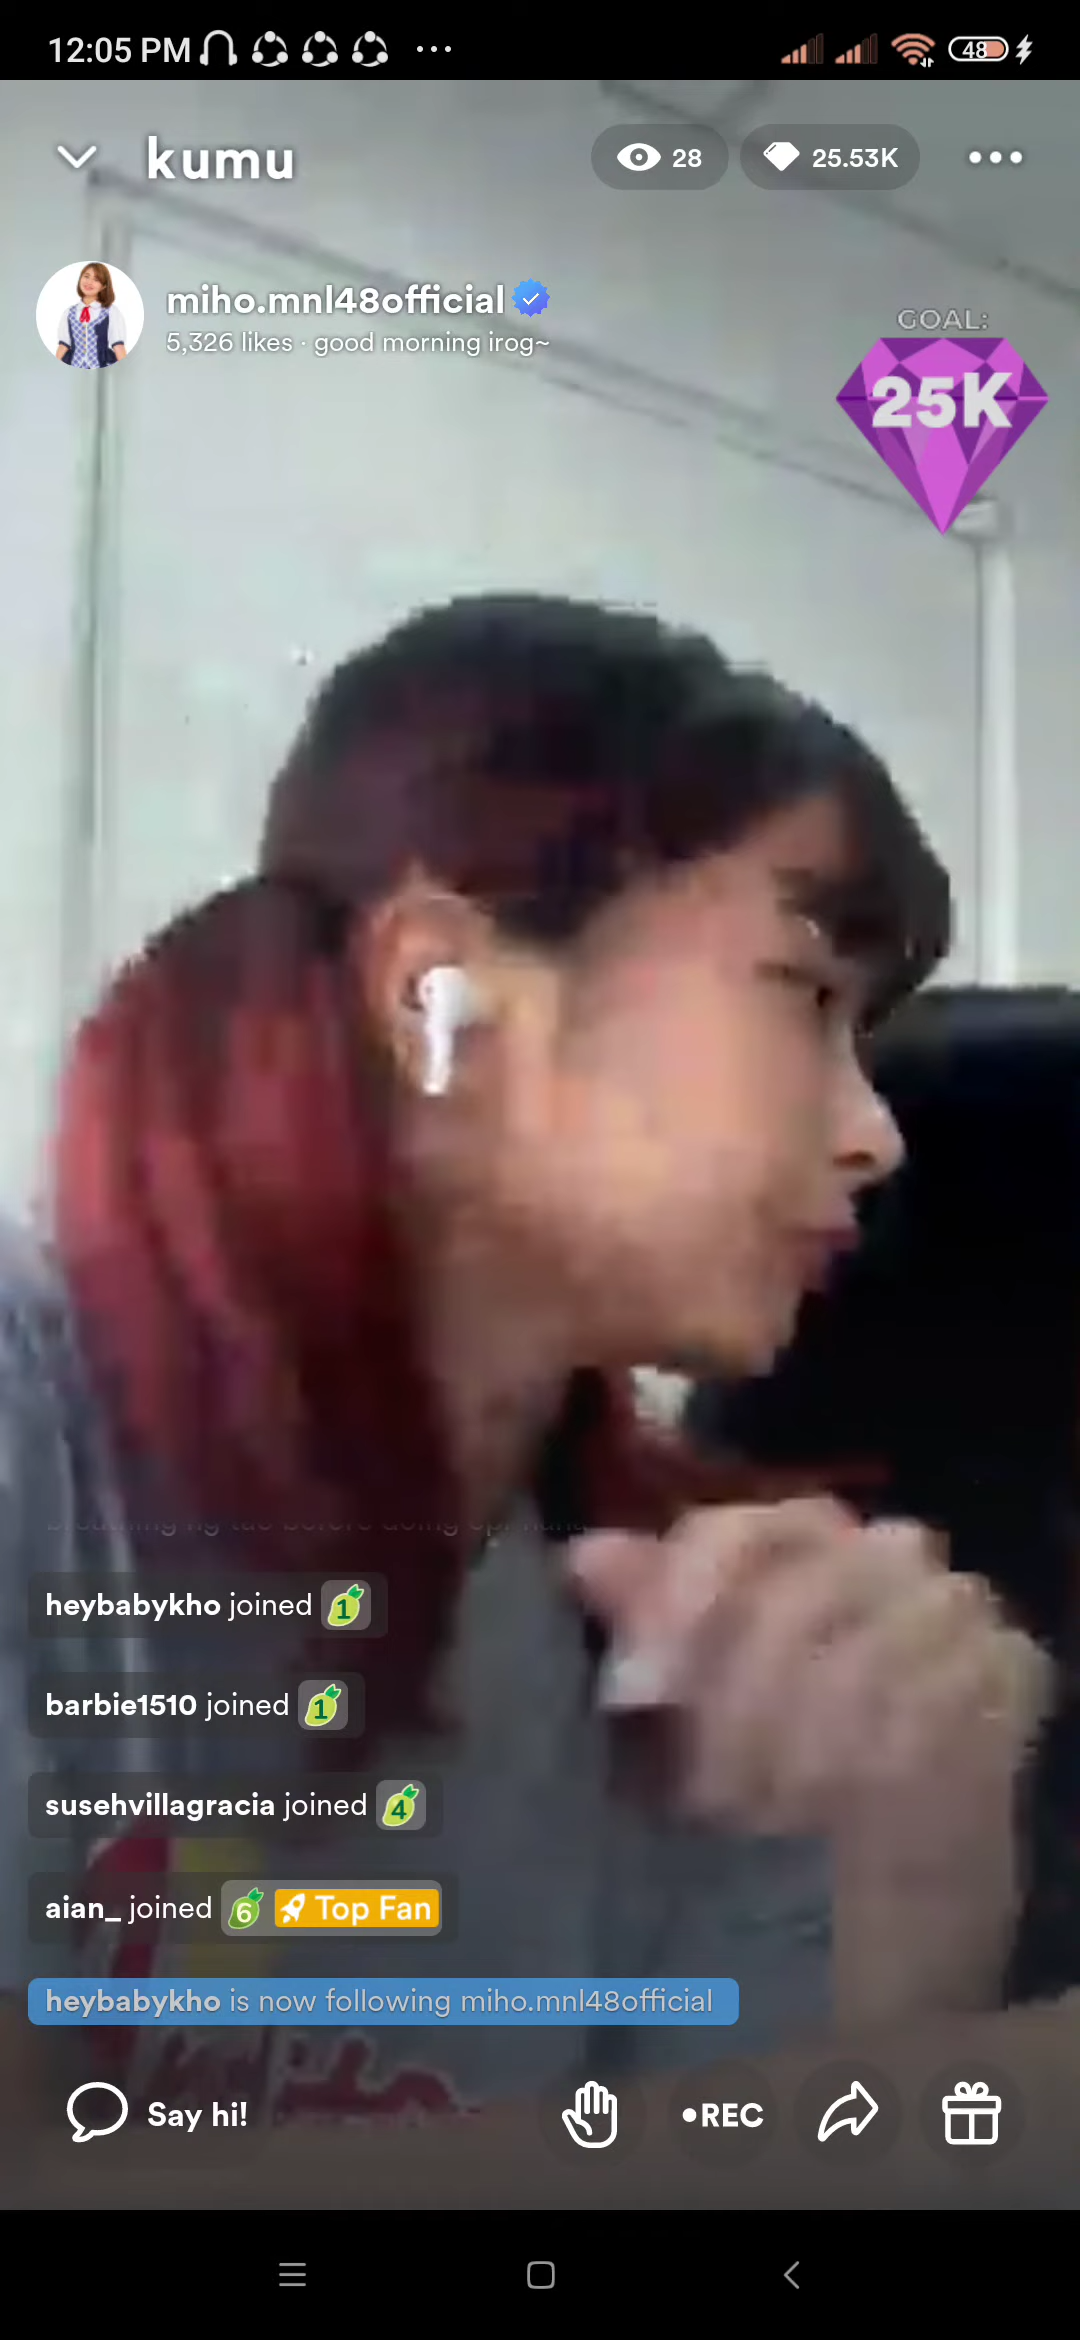 12:05 PM
48
kumu
28
25.53K
miho.mnl48official
5,326 likes · good morning irog~
GOAL:
25K
heybabykho joined 1
barbie1510 joined 1
susehvillagracia joined 4
aian_ joined 6 Top Fan
heybabykho is now following miho.mnl48official
Say hi!
•REC